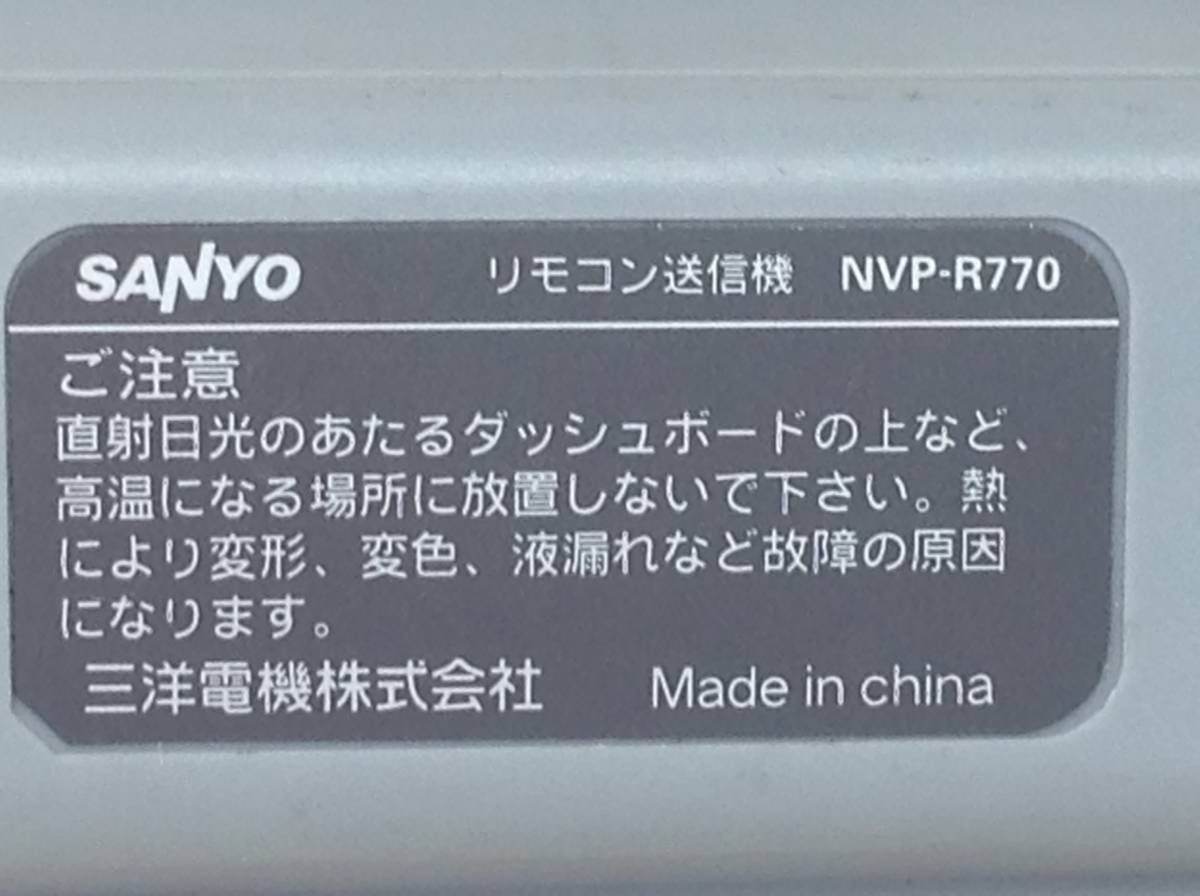 SANYO リモコン送信機 NVP-R770
ご注意
直射日光のあたるダッシュボードの上など、
高温になる場所に放置しないで下さい。熱
により変形、変色、液漏れなど故障の原因
になります。
三洋電機株式会社 Made in china